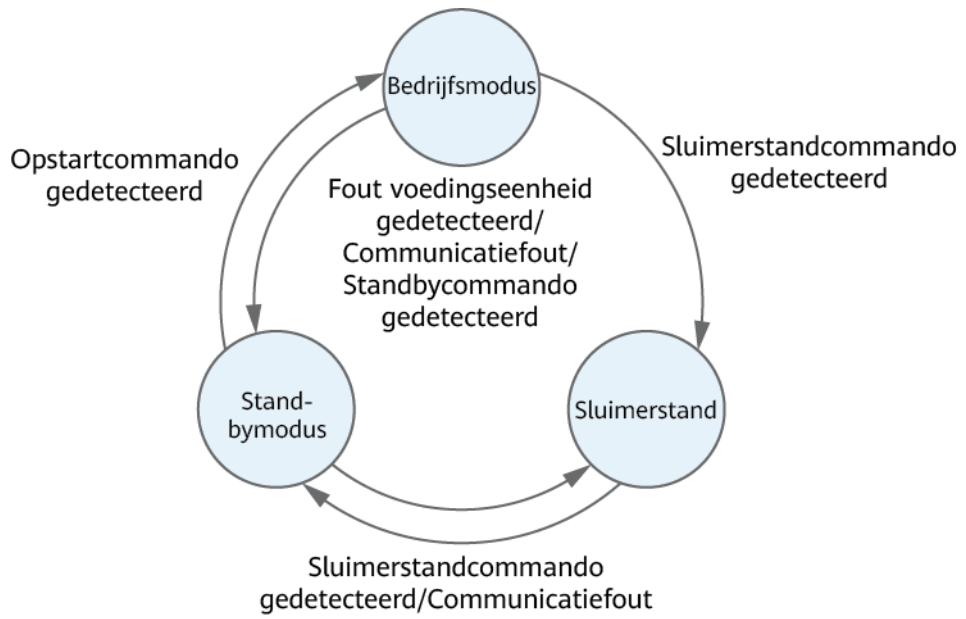 Bedrijfsmodus
Opstartcommando
gedetecteerd
Sluimerstandcommando
gedetecteerd
Fout voedingseenheid
gedetecteerd/
Communicatiefout/
Standbycommando
gedetecteerd
Stand-
bymodus
Sluimerstand
Sluimerstandcommando
gedetecteerd/Communicatiefout